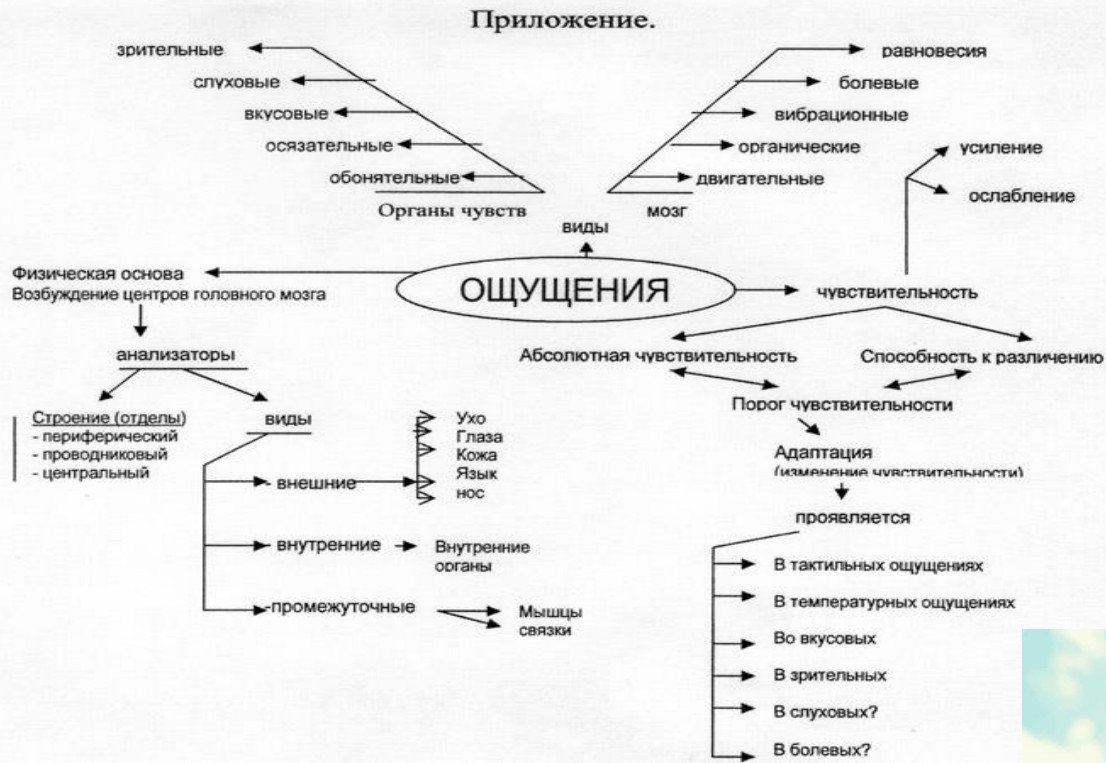 Приложение.
зрительные
слуховые
вкусовые
осязательные
обонятельные
Органы чувств
равновесия
болевые
вибрационные
органические
двигательные
мозг
виды
усиление
ослабление
ОЩУЩЕНИЯ
Физическая основа
Возбуждение центров головного мозга
анализаторы
Строение (отделы)
- периферический
- проводниковый
- центральный
виды
- внешние
Ухо
Глаза
Кожа
Язык
нос
- внутренние
Внутренние
органы
-промежуточные
Мышцы
связки
чувствительность
Абсолютная чувствительность
Способность к различению
Порог чувствительности
Адаптация
(изменение чувствительности)
проявляется
В тактильных ощущениях
В температурных ощущениях
Во вкусовых
В зрительных
В слуховых?
В болевых?